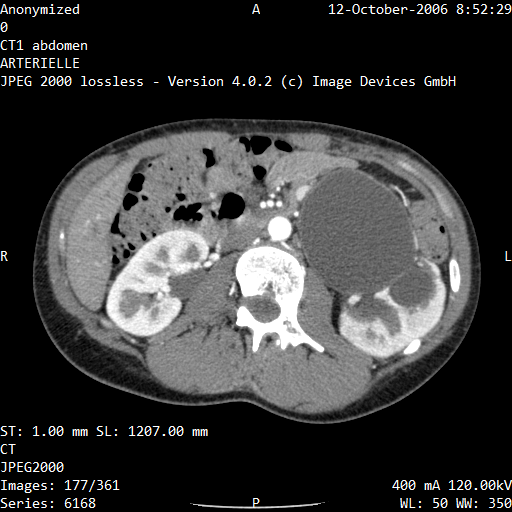 Anonymized A 12-October-2006 8:52:29
0
CT1 abdomen
ARTERIELLE
JPEG 2000 lossless - Version 4.0.2 (c) Image Devices GmbH
R L
ST: 1.00 mm SL: 1207.00 mm
CT
JPEG2000
Images: 177/361 400 mA 120.00kV
Series: 6168 P WL: 50 WW: 350